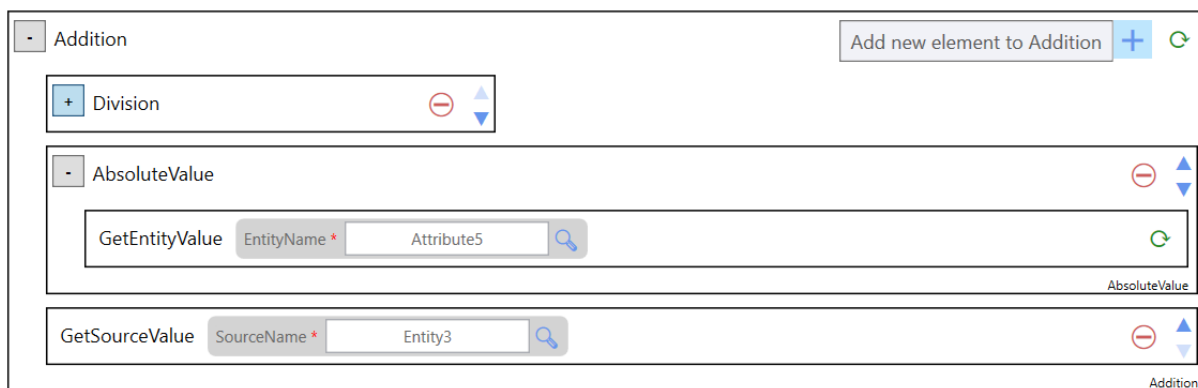 - Addition Add new element to Addition +
+ Division
- AbsoluteValue
GetEntityValue EntityName * Attribute5
AbsoluteValue
GetSourceValue SourceName * Entity3
Addition